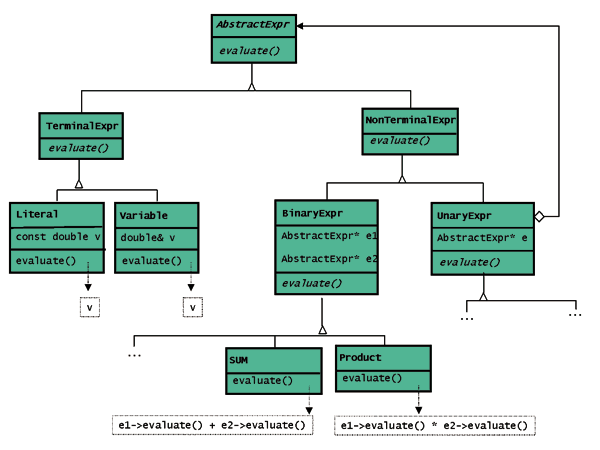 AbstractExpr
evaluate()
TerminalExpr
evaluate()
NonTerminalExpr
evaluate()
Literal
const double v
evaluate()
v
Variable
double& v
evaluate()
v
BinaryExpr
AbstractExpr* e1
AbstractExpr* e2
evaluate()
UnaryExpr
AbstractExpr* e
evaluate()
...
...
...
SUM
evaluate()
Product
evaluate()
e1->evaluate() + e2->evaluate()
e1->evaluate() * e2->evaluate()